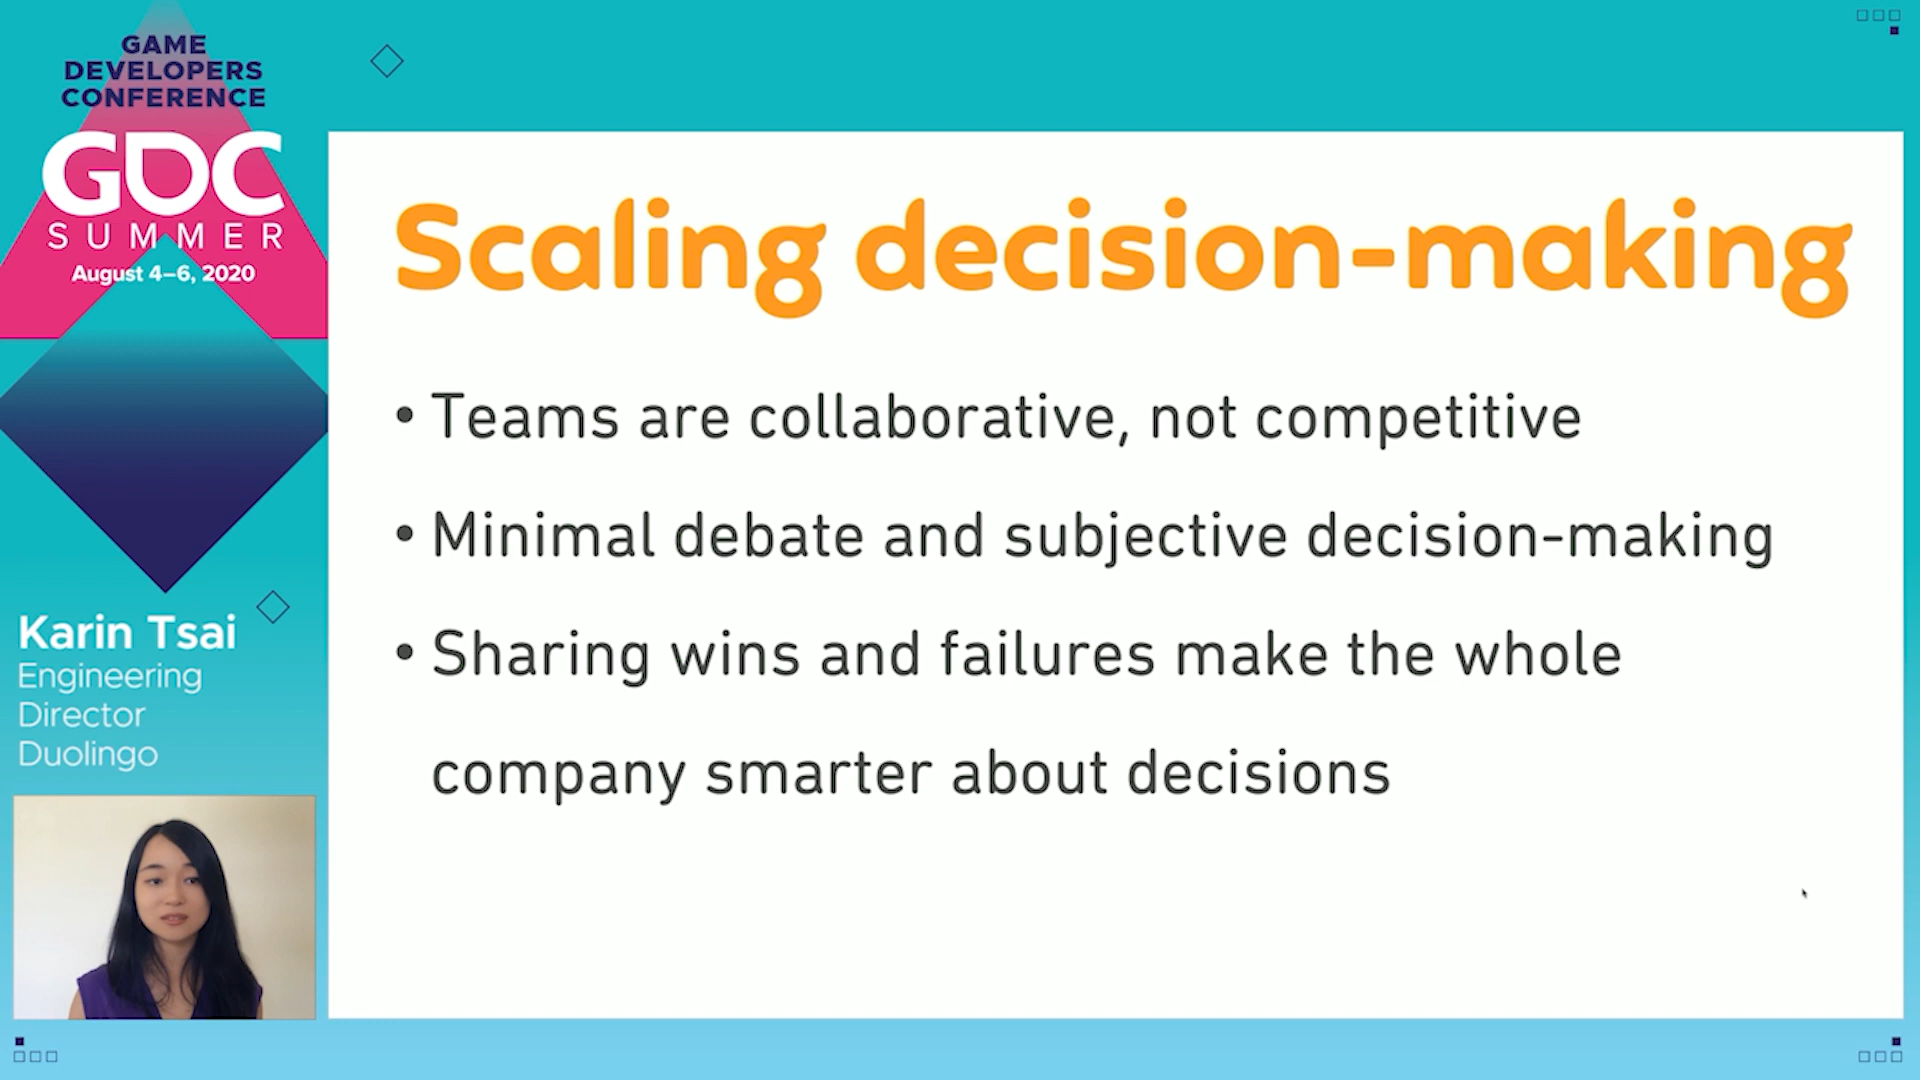 GAME
DEVELOPERS
CONFERENCE
GDC
SUMMER
August 4–6, 2020
Karin Tsai
Engineering
Director
Duolingo
Scaling decision-making
• Teams are collaborative, not competitive
• Minimal debate and subjective decision-making
• Sharing wins and failures make the whole
company smarter about decisions